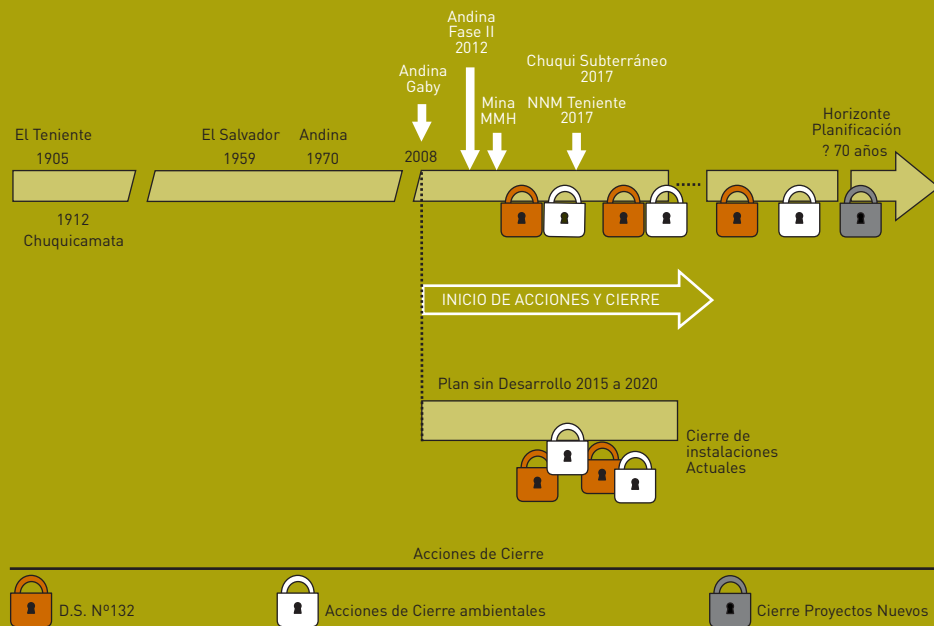 Andina
Fase II
2012
Andina
Gaby
Chuqui Subterráneo
2017
Mina
MMH
NNM Teniente
2017
Horizonte
Planificación
? 70 años
El Teniente
1905
El Salvador
1959
Andina
1970
2008
1912
Chuquicamata
INICIO DE ACCIONES Y CIERRE
Plan sin Desarrollo 2015 a 2020
Cierre de
instalaciones
Actuales
Acciones de Cierre
D.S. Nº132
Acciones de Cierre ambientales
Cierre Proyectos Nuevos